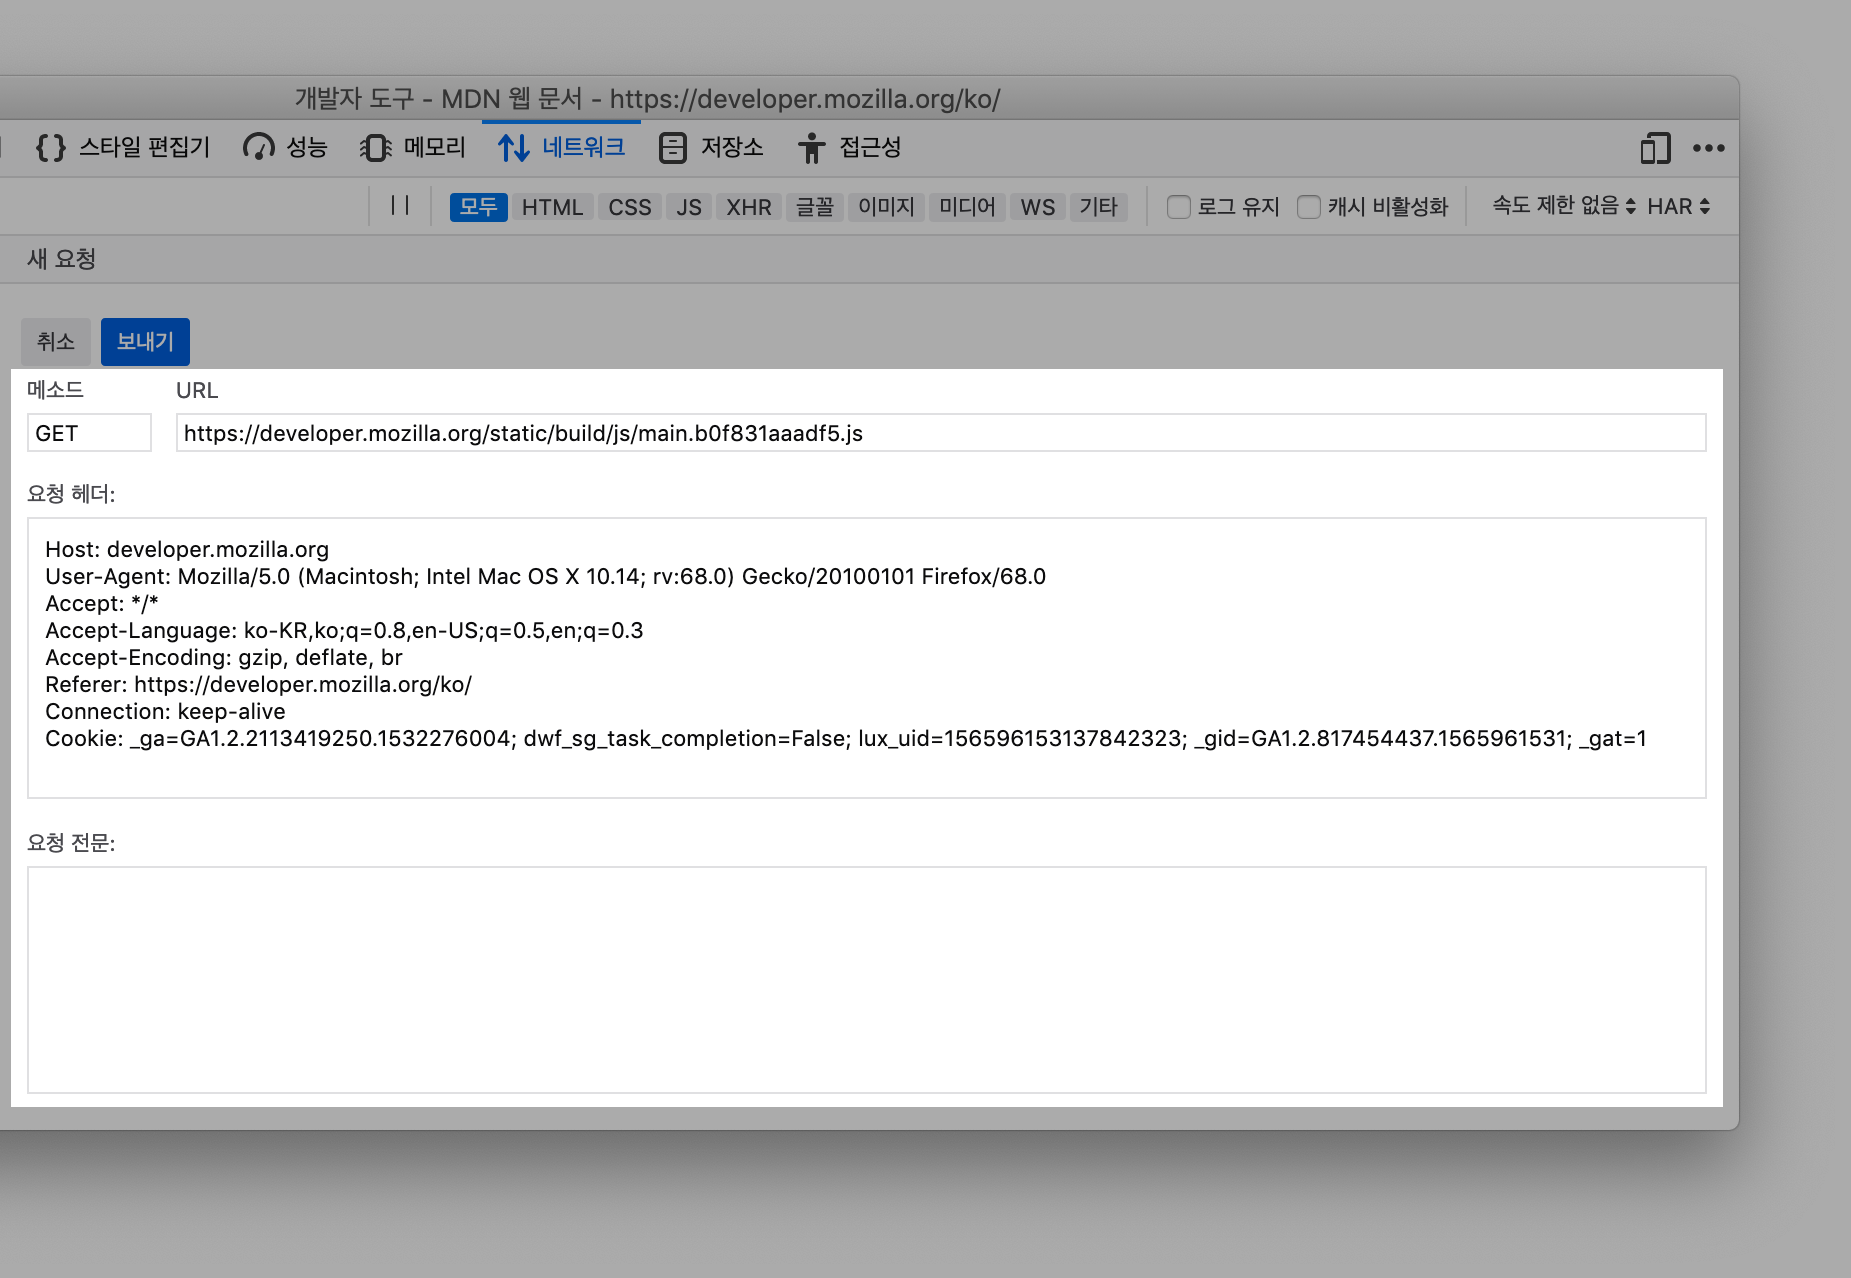 개발자 도구 - MDN 웹 문서 - https://developer.mozilla.org/ko/
스타일 편집기 성능 메모리 네트워크 저장소 접근성
모두 HTML CSS JS XHR 글꼴 이미지 미디어 WS 기타 로그 유지 캐시 비활성화 속도 제한 없음 HAR
새 요청
취소 보내기
메소드 URL
GET https://developer.mozilla.org/static/build/js/main.b0f831aaadf5.js
요청 헤더:
Host: developer.mozilla.org
User-Agent: Mozilla/5.0 (Macintosh; Intel Mac OS X 10.14; rv:68.0) Gecko/20100101 Firefox/68.0
Accept: */*
Accept-Language: ko-KR,ko;q=0.8,en-US;q=0.5,en;q=0.3
Accept-Encoding: gzip, deflate, br
Referer: https://developer.mozilla.org/ko/
Connection: keep-alive
Cookie: _ga=GA1.2.2113419250.1532276004; dwf_sg_task_completion=False; lux_uid=156596153137842323; _gid=GA1.2.817454437.1565961531; _gat=1
요청 전문: